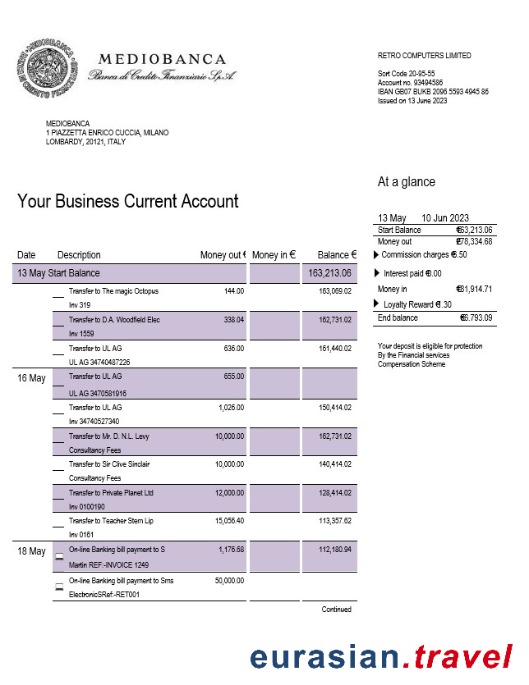 MEDIOBANCA
Banca di Credito Finanziario S.p.A.
RETRO COMPUTERS LIMITED
Sort Code 20-95-55
Account no. 93494586
IBAN GB07 BUKB 2096 5593 4945 86
Issued on 13 June 2023
MEDIOBANCA
1 PIAZZETTA ENRICO CUCCIA, MILANO
LOMBARDY, 20121, ITALY
At a glance
Your Business Current Account
13 May 10 Jun 2023
Start Balance €63,213.06
Money out €78,334.68
Commission charges €6.50
Interest paid €0.00
Money in €81,914.71
Loyalty Reward €1.30
End balance €6.793.09
Your deposit is eligible for protection
By the Financial services
Compensation Scheme
Date Description Money out € Money in € Balance €
13 May Start Balance 163,213.06
Transfer to The magic Octopus 144.00 163,069.02
Inv 319
Transfer to D.A. Woodfield Elec 338.04 162,731.02
Inv 1559
Transfer to UL AG 636.00 161,440.02
UL AG 34740487226
16 May Transfer to UL AG 655.00
UL AG 3470581916
Transfer to UL AG 1,026.00 150,414.02
Inv 34740527340
Transfer to Mr. D. N.L. Levy 10,000.00 162,731.02
Consultancy Fees
Transfer to Sir Clive Sinclair 10,000.00 140,414.02
Consultancy Fees
Transfer to Private Planet Ltd 12,000.00 128,414.02
Inv 0100190
Transfer to Teacher Stern Lip 15,056.40 113,357.62
Inv 0161
18 May On-line Banking bill payment to S 1,176.68 112,180.94
Martin REF:-INVOICE 1249
On-line Banking bill payment to Sms 50,000.00
ElectronicSRef:-RET001
Continued
eurasian.travel